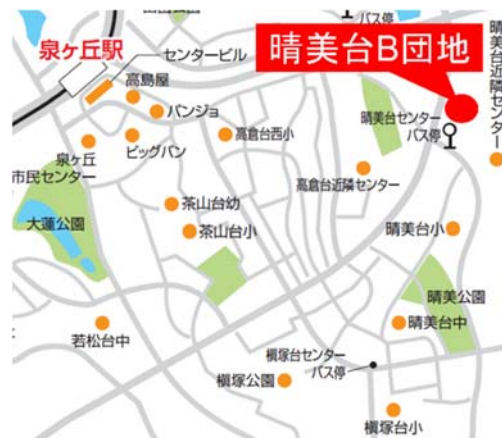 バス停
泉ヶ丘駅
センタービル
晴美台B団地
晴美台近隣センター
高島屋
パンジョ
晴美台センター
バス停
高倉台西小
泉ヶ丘
市民センター
ビッグバン
高倉台近隣センター
茶山台幼
大蓮公園
茶山台小
晴美台小
晴美公園
若松台中
晴美台中
槇塚台センター
バス停
槇塚公園
槇塚台小